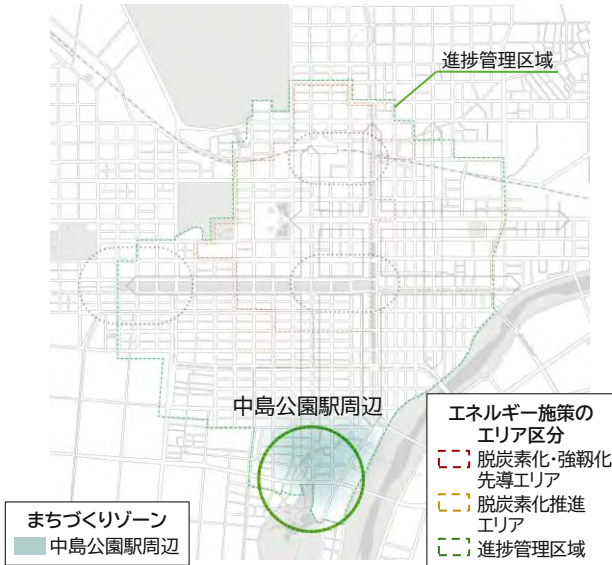 進捗管理区域
中島公園駅周辺
まちづくりゾーン
中島公園駅周辺
エネルギー施策の
エリア区分
脱炭素化・強靱化
先導エリア
脱炭素化推進
エリア
進捗管理区域